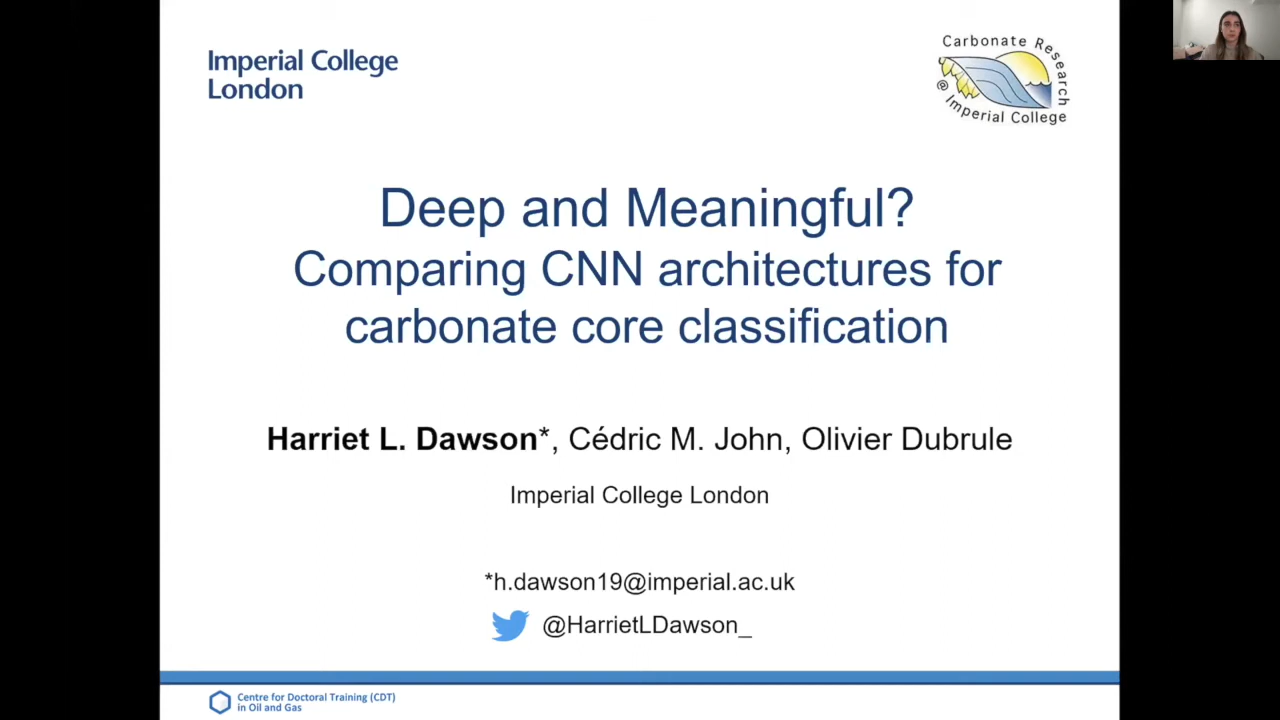 Imperial College
London
Carbonate Research
@ Imperial College
Deep and Meaningful?
Comparing CNN architectures for
carbonate core classification
Harriet L. Dawson*, Cédric M. John, Olivier Dubrule
Imperial College London
*h.dawson19@imperial.ac.uk
@HarrietLDawson_
Centre for Doctoral Training (CDT)
in Oil and Gas